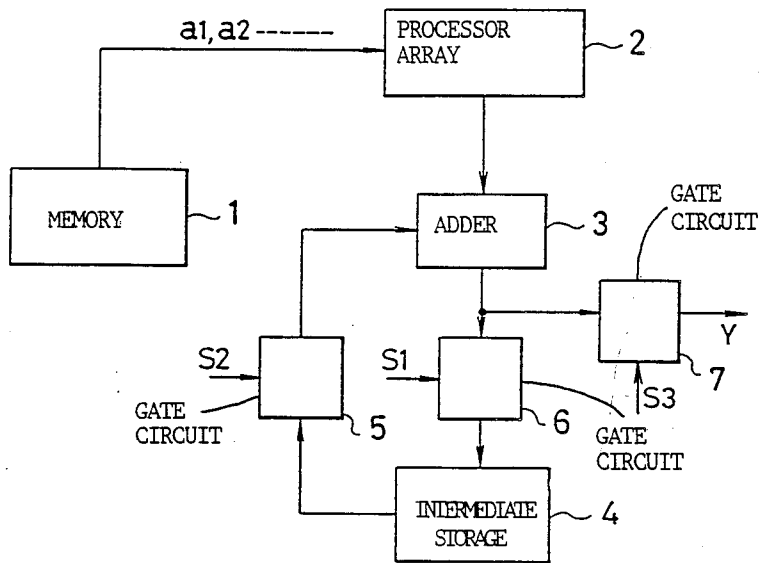 a1, a2 ------
PROCESSOR
ARRAY
2
MEMORY
1
ADDER
3
GATE
CIRCUIT
S2
S1
Y
7
S3
GATE
CIRCUIT
5
6
GATE
CIRCUIT
INTERMEDIATE
STORAGE
4